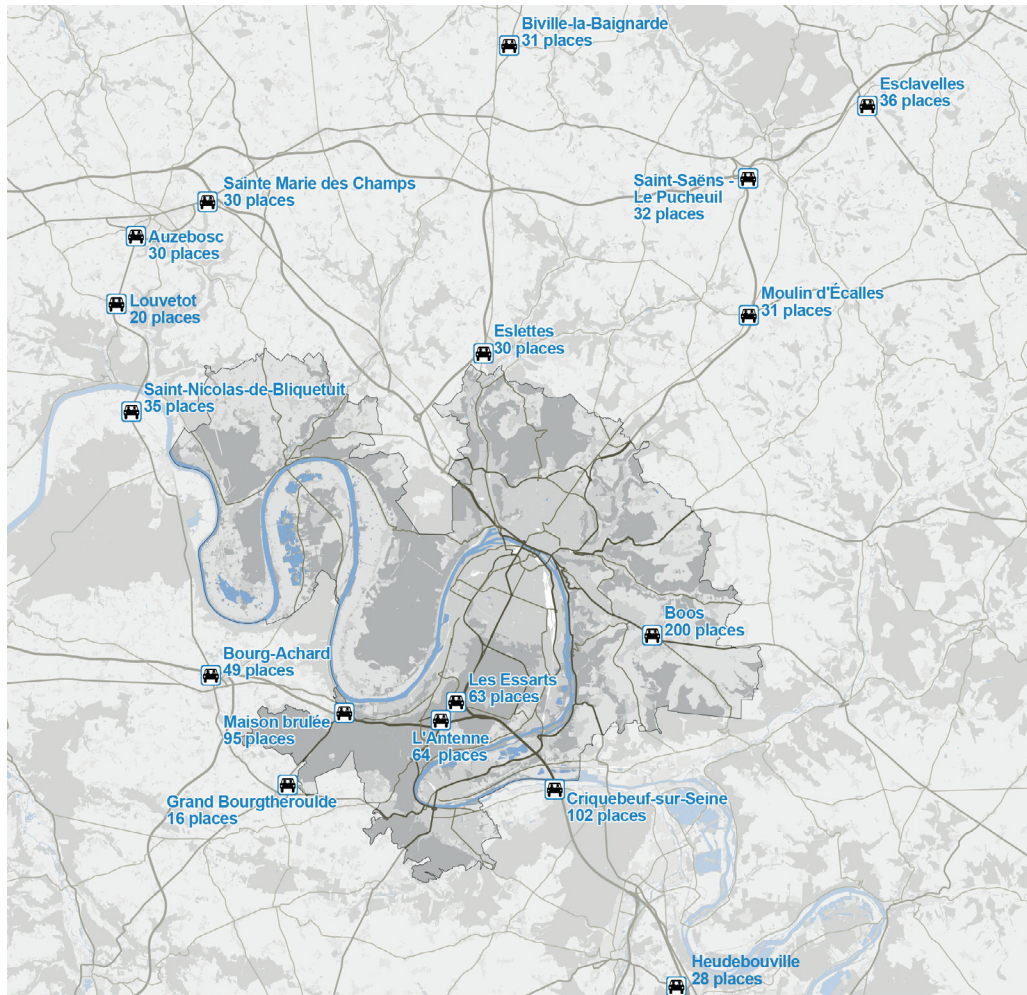 Biville-la-Baignarde
31 places
Esclavelles
36 places
Sainte Marie des Champs
30 places
Saint-Saëns -
Le Pucheuil
32 places
Auzebosc
30 places
Louvetot
20 places
Moulin d'Écalles
31 places
Eslettes
30 places
Saint-Nicolas-de-Bliquetuit
35 places
Boos
200 places
Bourg-Achard
49 places
Les Essarts
63 places
Maison brulée
95 places
L'Antenne
64 places
Grand Bourgtheroulde
16 places
Criquebeuf-sur-Seine
102 places
Heudebouville
28 places